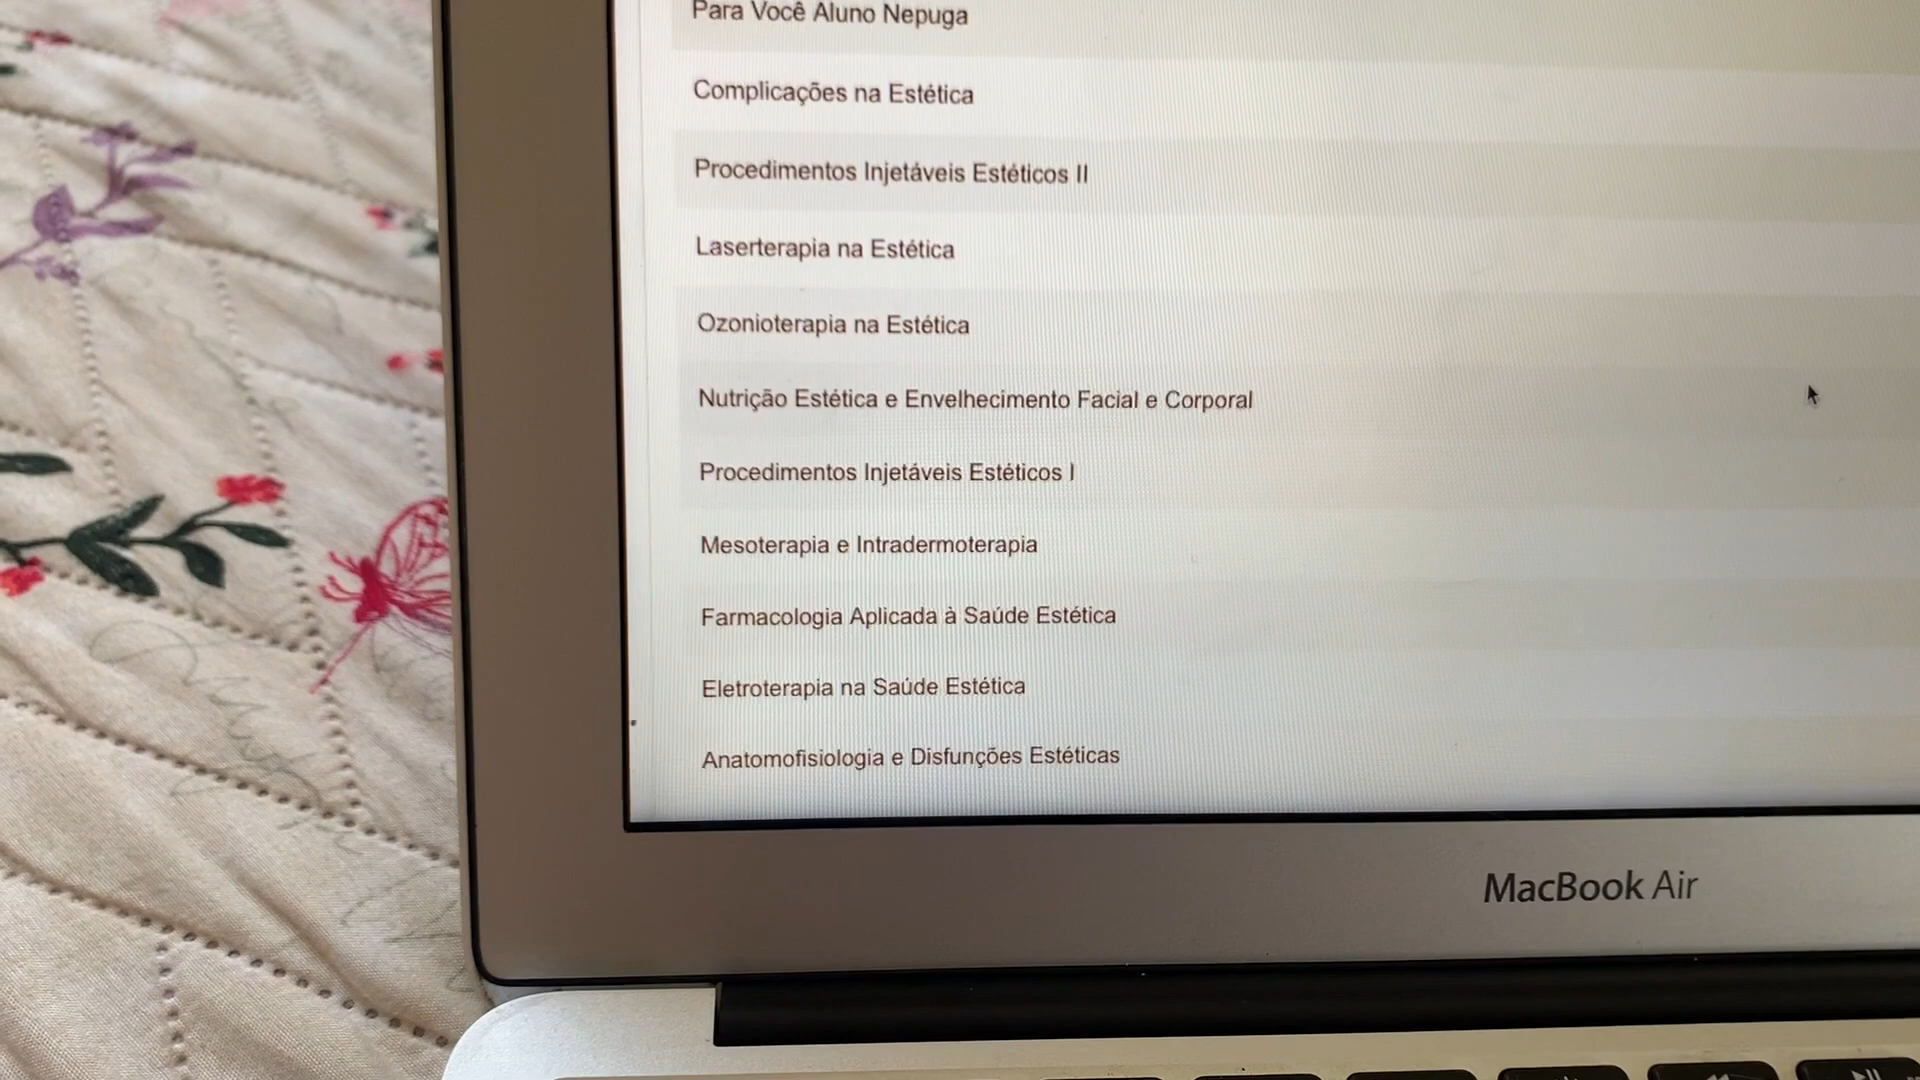 Para Você Aluno Nepuga
Complicações na Estética
Procedimentos Injetáveis Estéticos II
Laserterapia na Estética
Ozonioterapia na Estética
Nutrição Estética e Envelhecimento Facial e Corporal
Procedimentos Injetáveis Estéticos I
Mesoterapia e Intradermoterapia
Farmacologia Aplicada à Saúde Estética
Eletroterapia na Saúde Estética
Anatomofisiologia e Disfunções Estéticas
MacBook Air